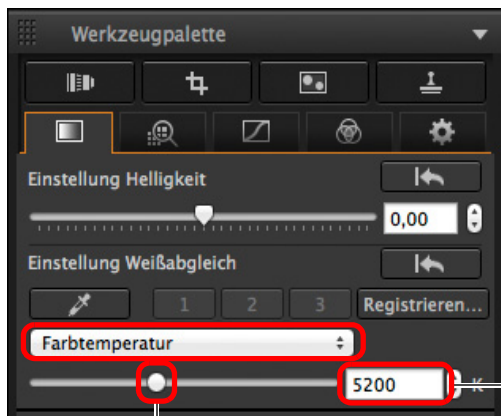 Werkzeugpalette
Einstellung Helligkeit
0,00
Einstellung Weißabgleich
1 2 3 Registrieren...
Farbtemperatur
5200 K